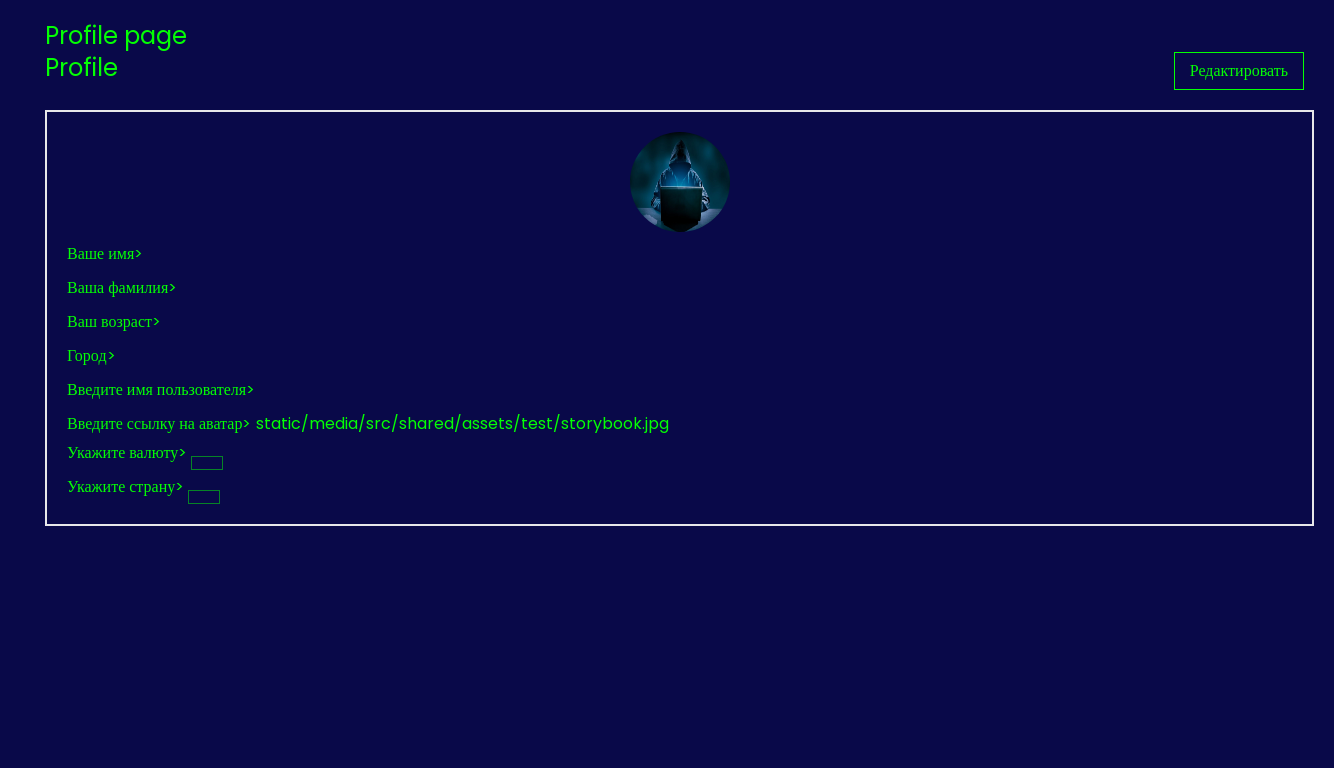 Profile page
Profile
Редактировать
Ваше имя>
Ваша фамилия>
Ваш возраст>
Город>
Введите имя пользователя>
Введите ссылку на аватар> static/media/src/shared/assets/test/storybook.jpg
Укажите валюту>
Укажите страну>